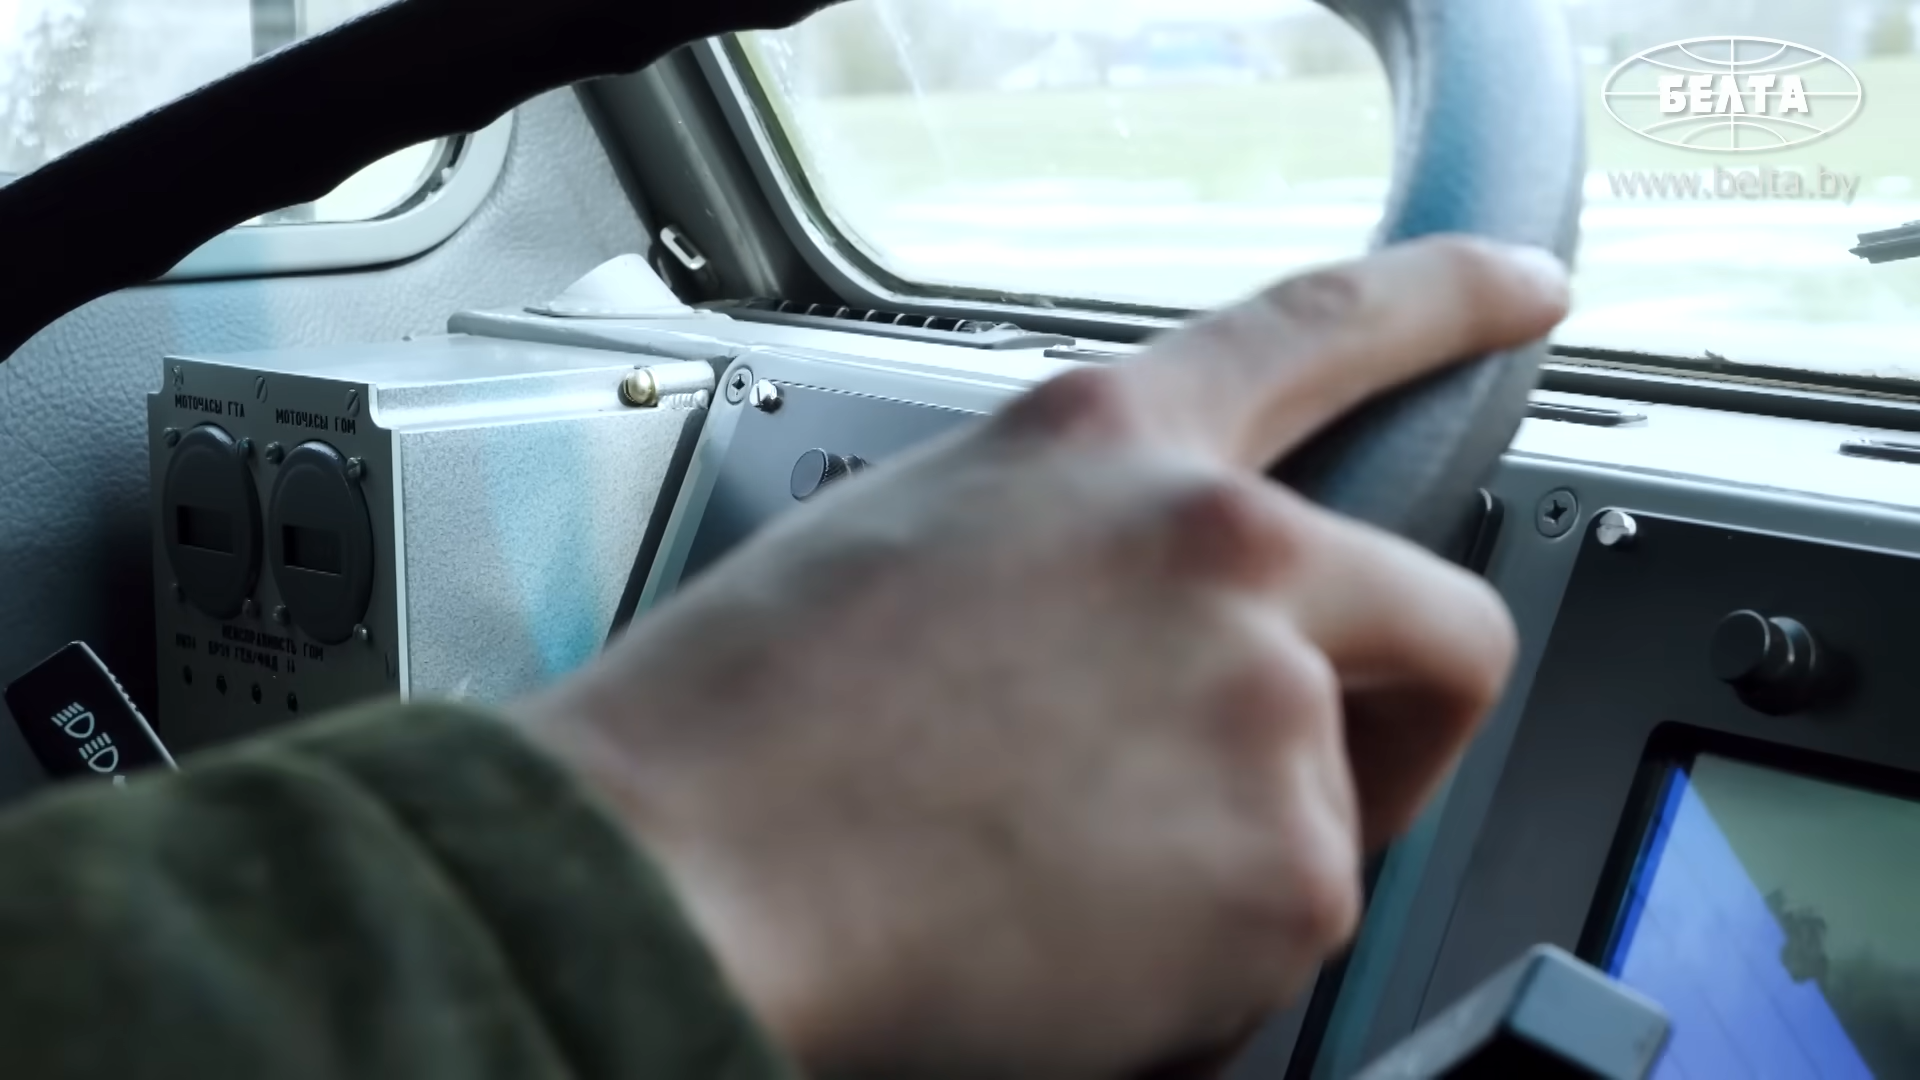 БЕЛТА
www.belta.by
МОТОЧАСЫ ГТА
МОТОЧАСЫ ГОМ
НЕИСПРАВНОСТЬ ГОМ